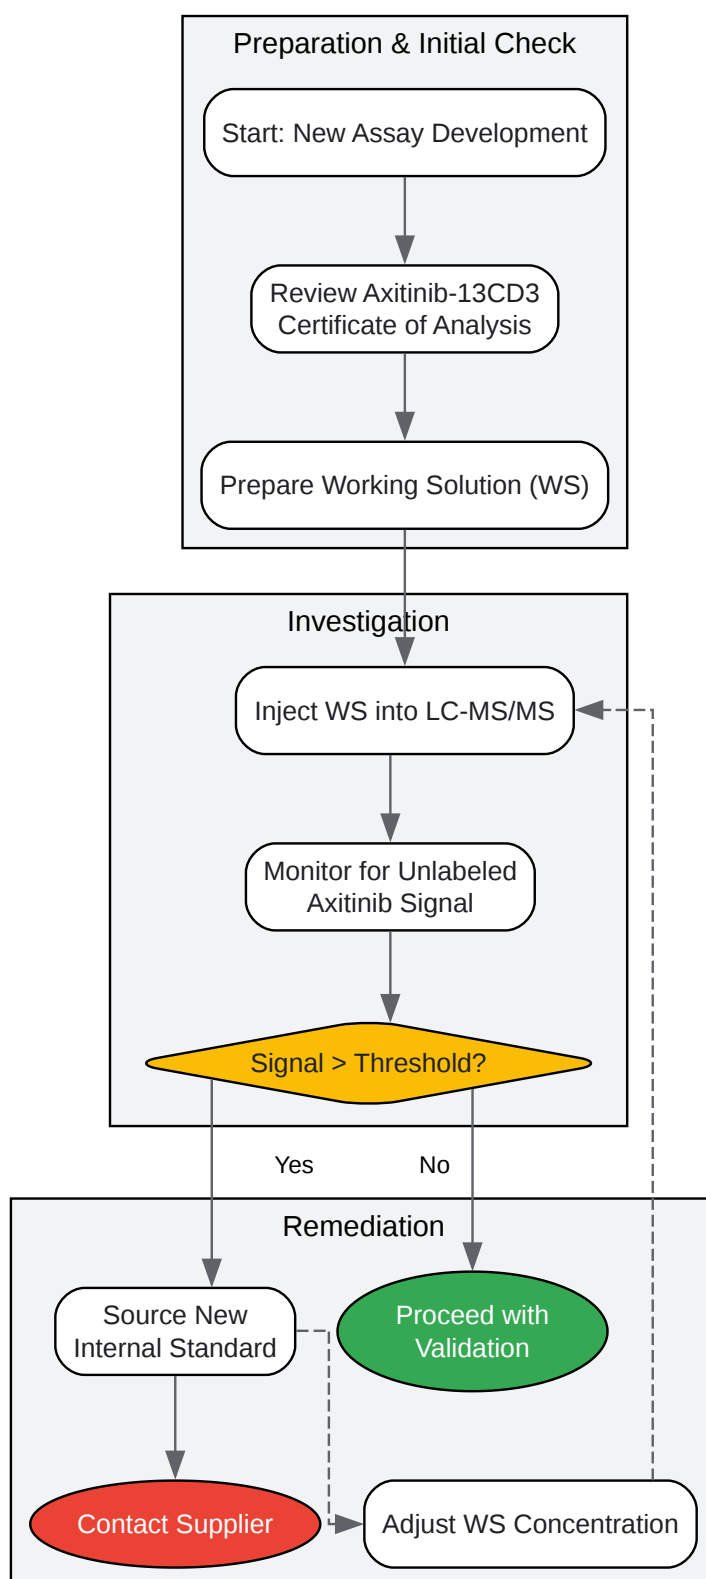 Preparation & Initial Check
Start: New Assay Development
Review Axitinib-13CD3
Certificate of Analysis
Prepare Working Solution (WS)
Investigation
Inject WS into LC-MS/MS
Monitor for Unlabeled
Axitinib Signal
Signal > Threshold?
Yes
No
Remediation
Source New
Internal Standard
Proceed with
Validation
Contact Supplier
Adjust WS Concentration